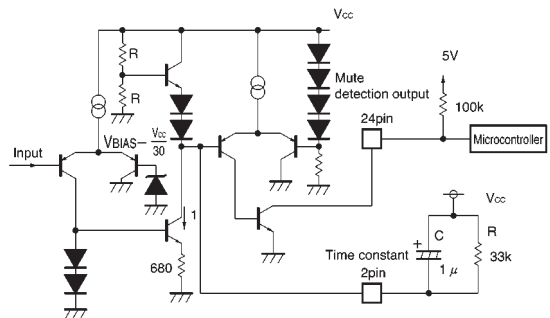 Vcc
5V
R
Mute
detection output
R
24pin
100k
Microcontroller
VBIAS− Vcc
30
Input
Vcc
1
C
R
+
Time constant
680
33k
1 μ
2pin